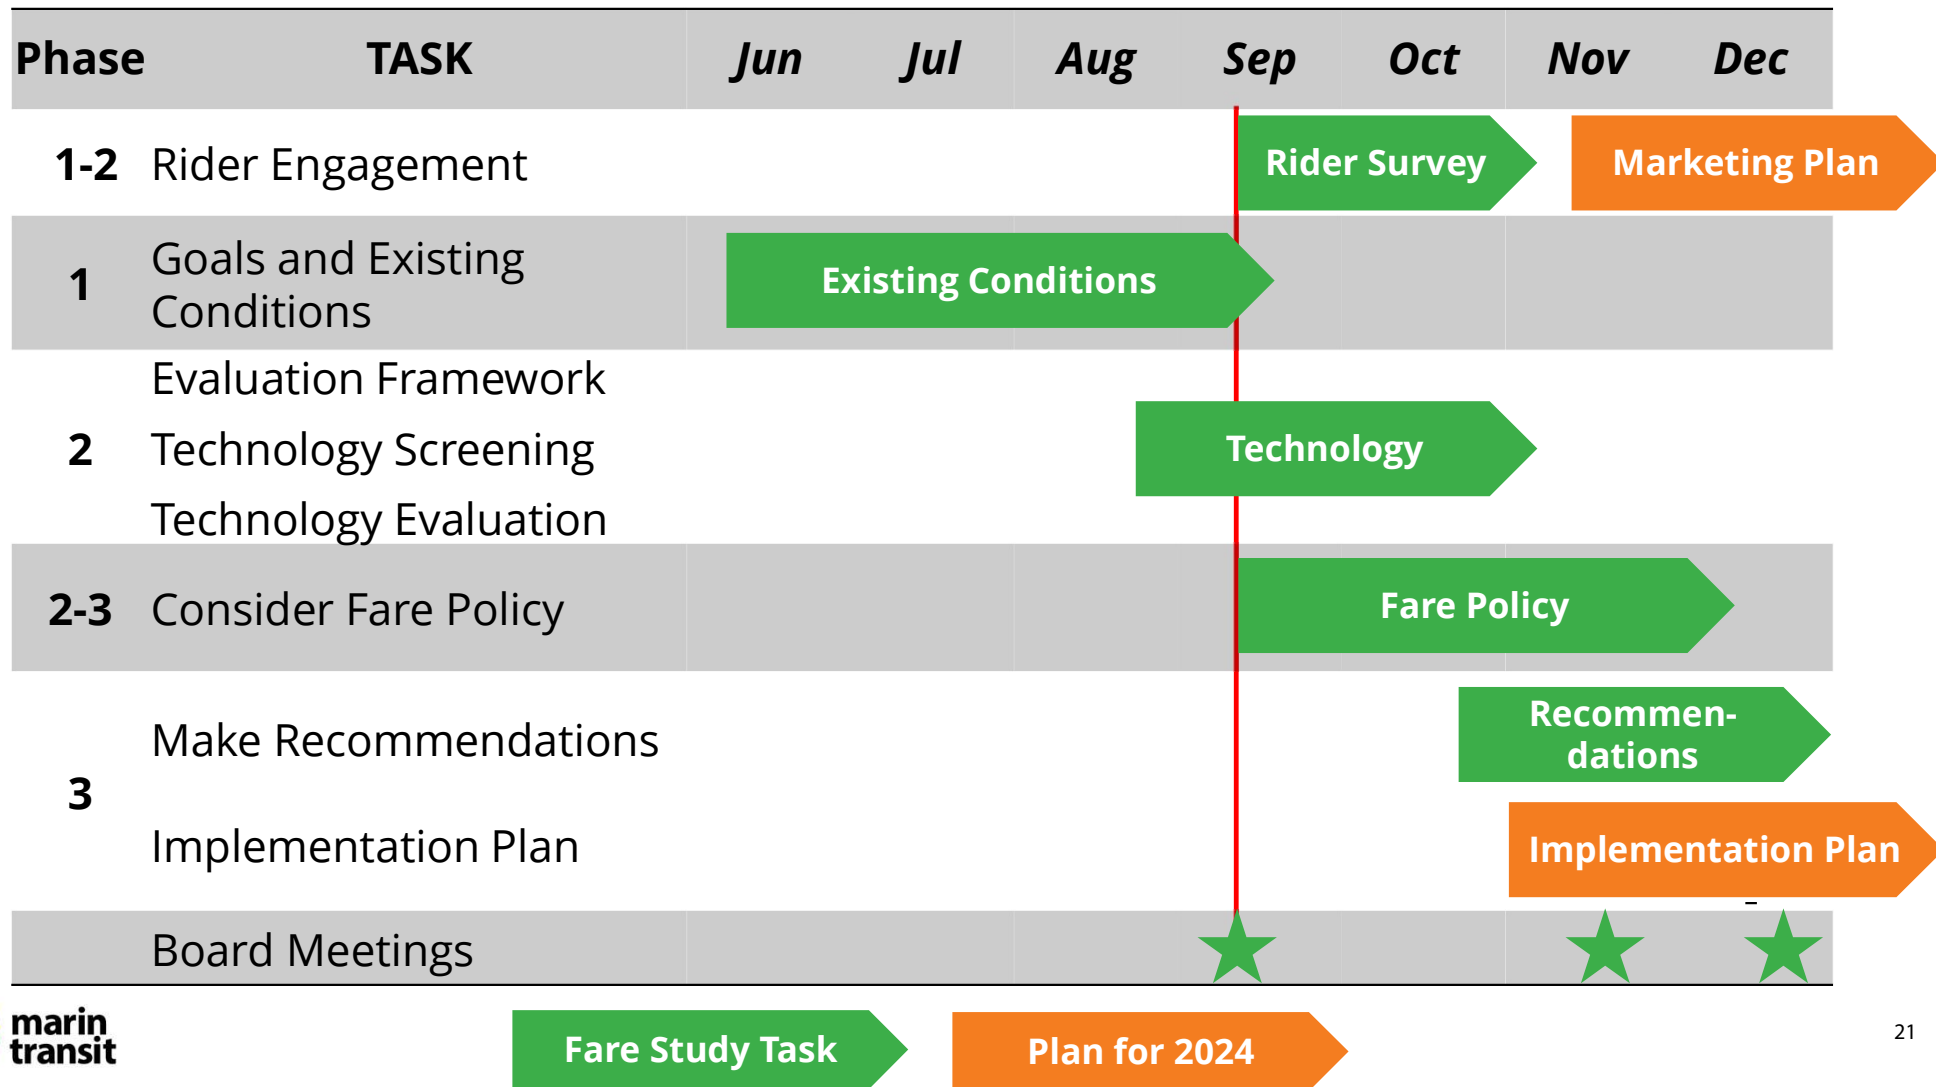 Phase TASK Jun Jul Aug Sep Oct Nov Dec
1-2 Rider Engagement Rider Survey Marketing Plan
1 Goals and Existing
Conditions
Existing Conditions
Evaluation Framework
2 Technology Screening Technology
Technology Evaluation
2-3 Consider Fare Policy Fare Policy
3
Make Recommendations
Recommen-
dations
Implementation Plan Implementation Plan
Board Meetings
marin
transit
Fare Study Task Plan for 2024
21